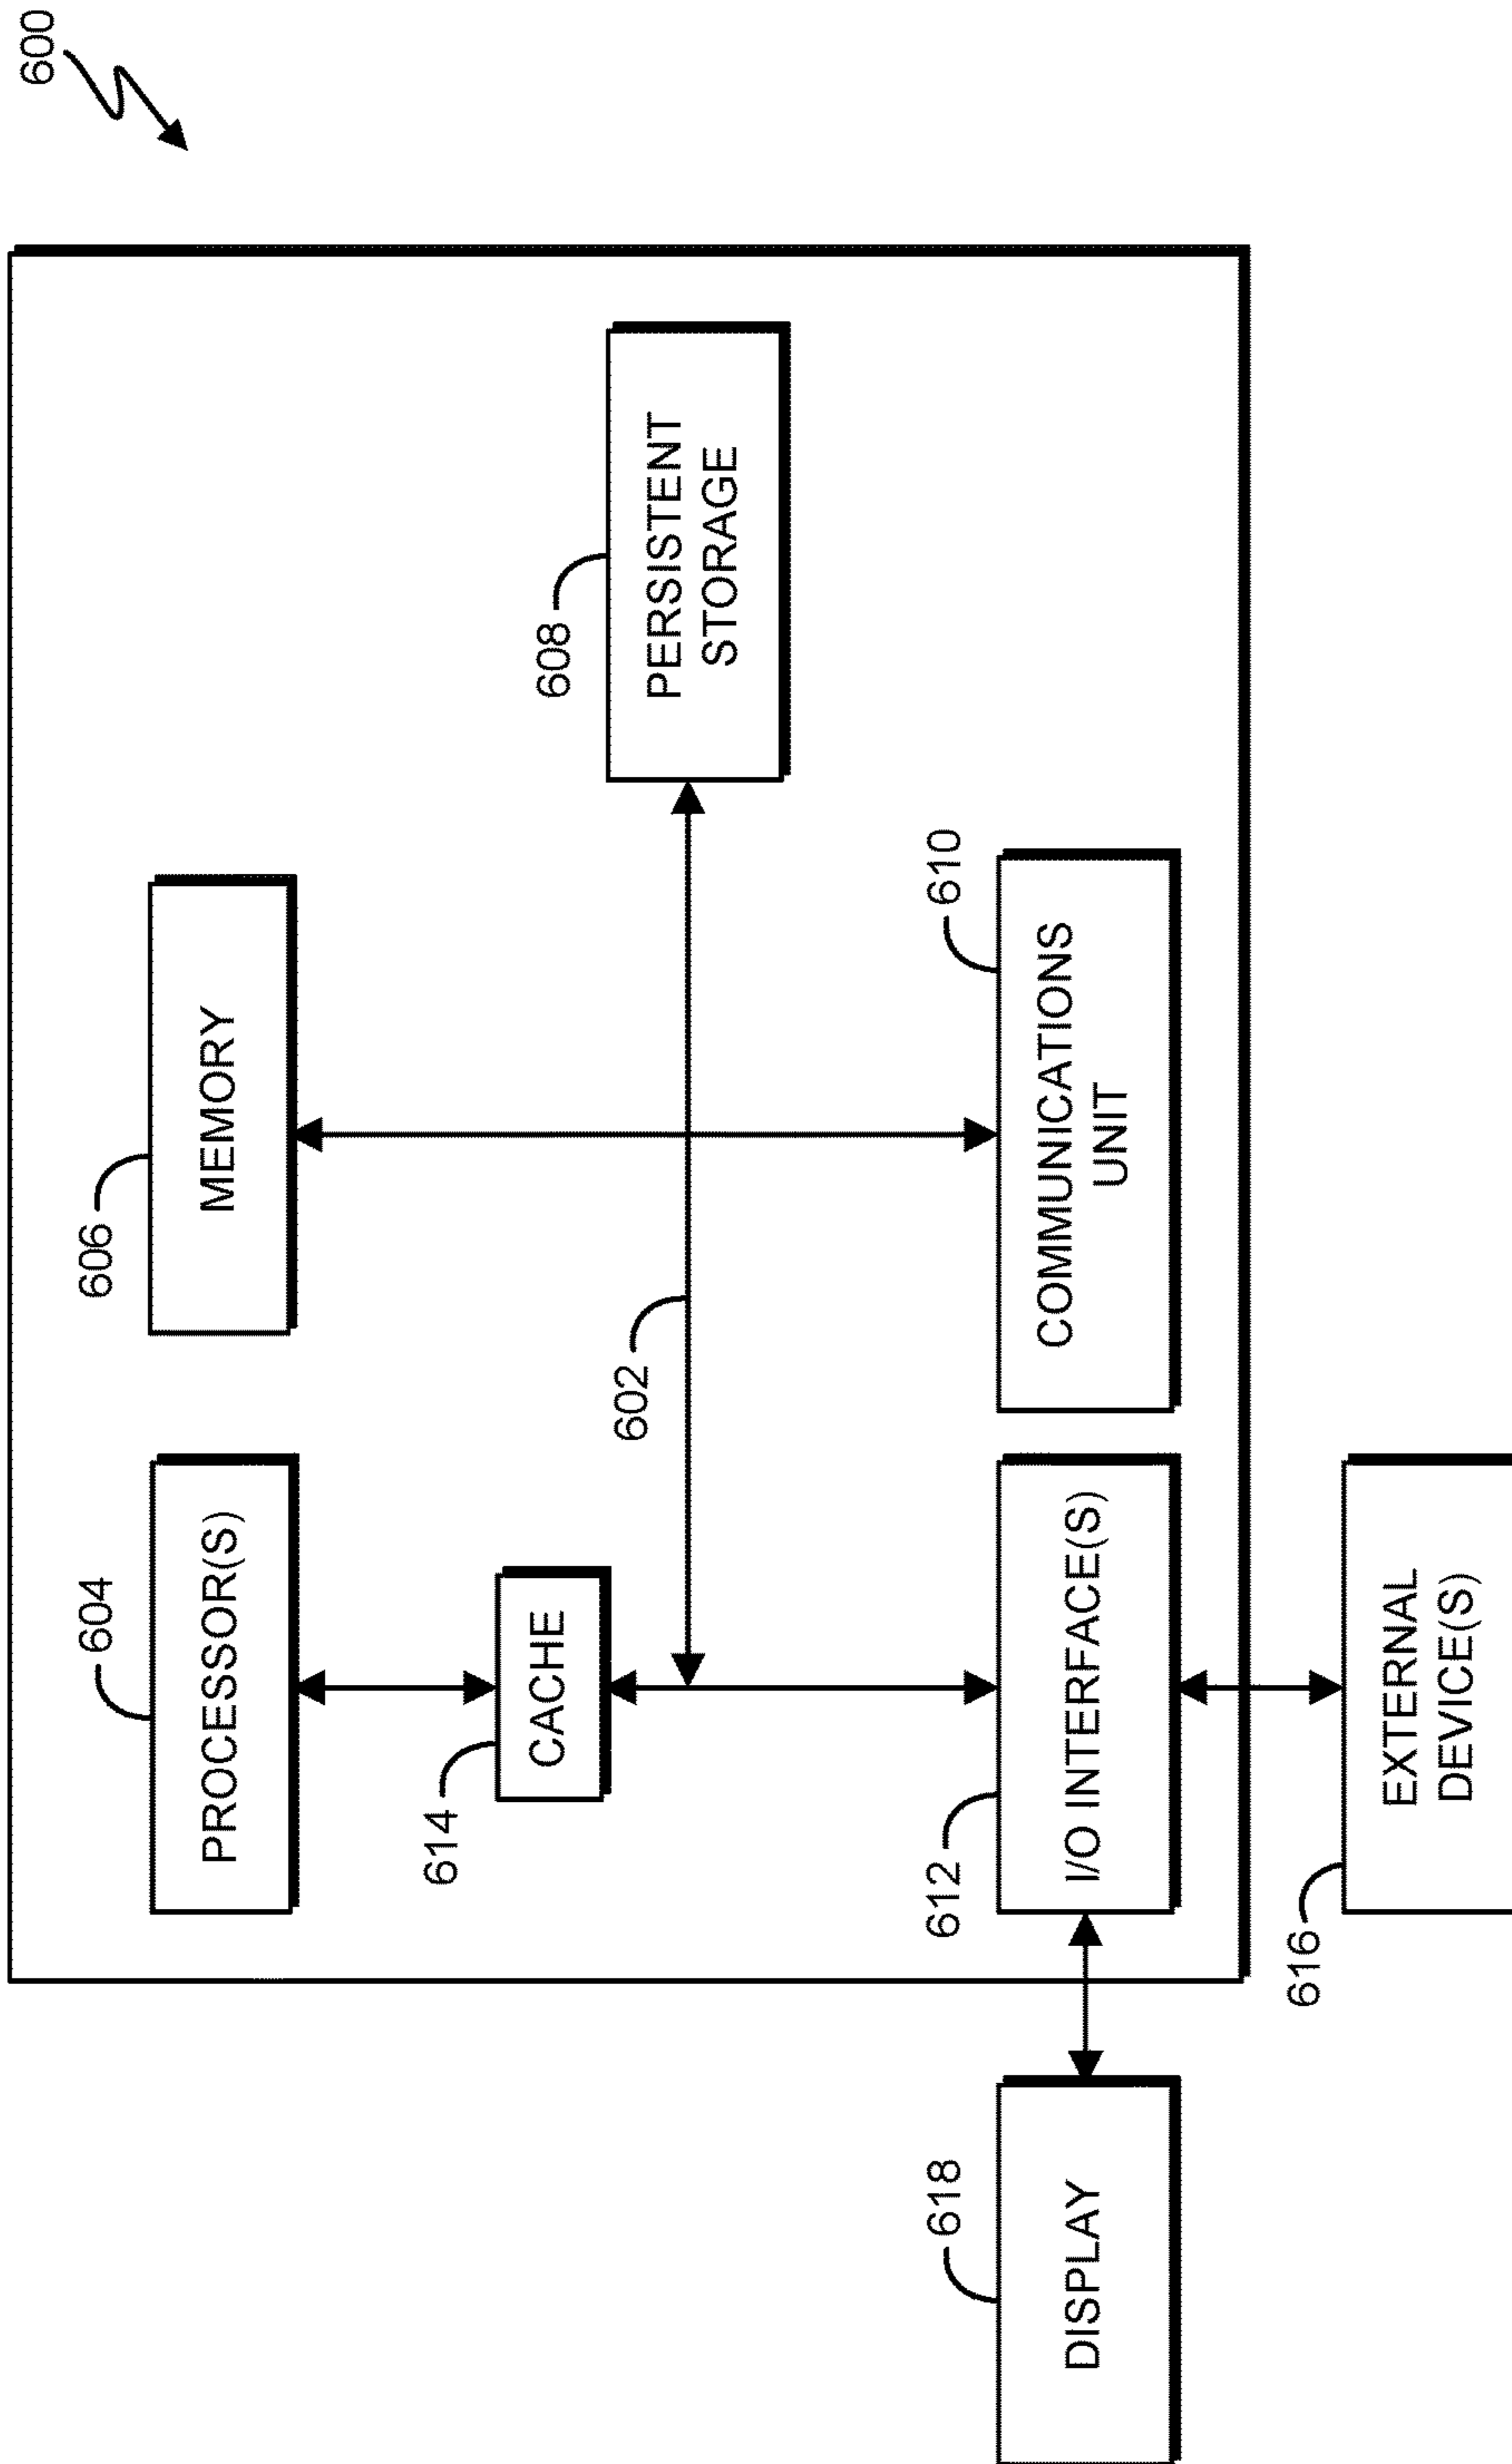 600
604
PROCESSOR(S)
606
MEMORY
614
CACHE
602
608
PERSISTENT
STORAGE
618
DISPLAY
612
I/O INTERFACE(S)
610
COMMUNICATIONS
UNIT
616
EXTERNAL
DEVICE(S)